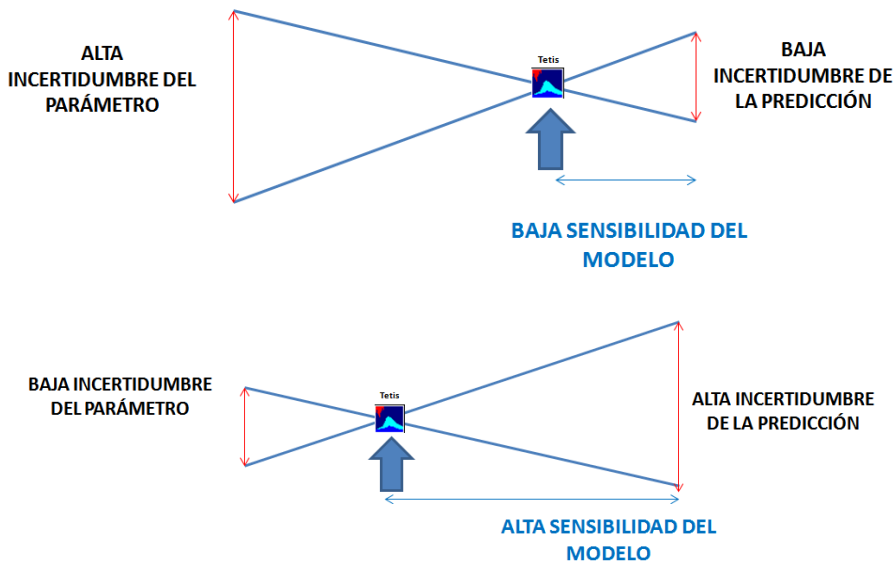 ALTA
INCERTIDUMBRE DEL
PARÁMETRO
Tetis
BAJA
INCERTIDUMBRE DE
LA PREDICCIÓN
BAJA SENSIBILIDAD DEL
MODELO
BAJA INCERTIDUMBRE
DEL PARÁMETRO
Tetis
ALTA INCERTIDUMBRE
DE LA PREDICCIÓN
ALTA SENSIBILIDAD DEL
MODELO